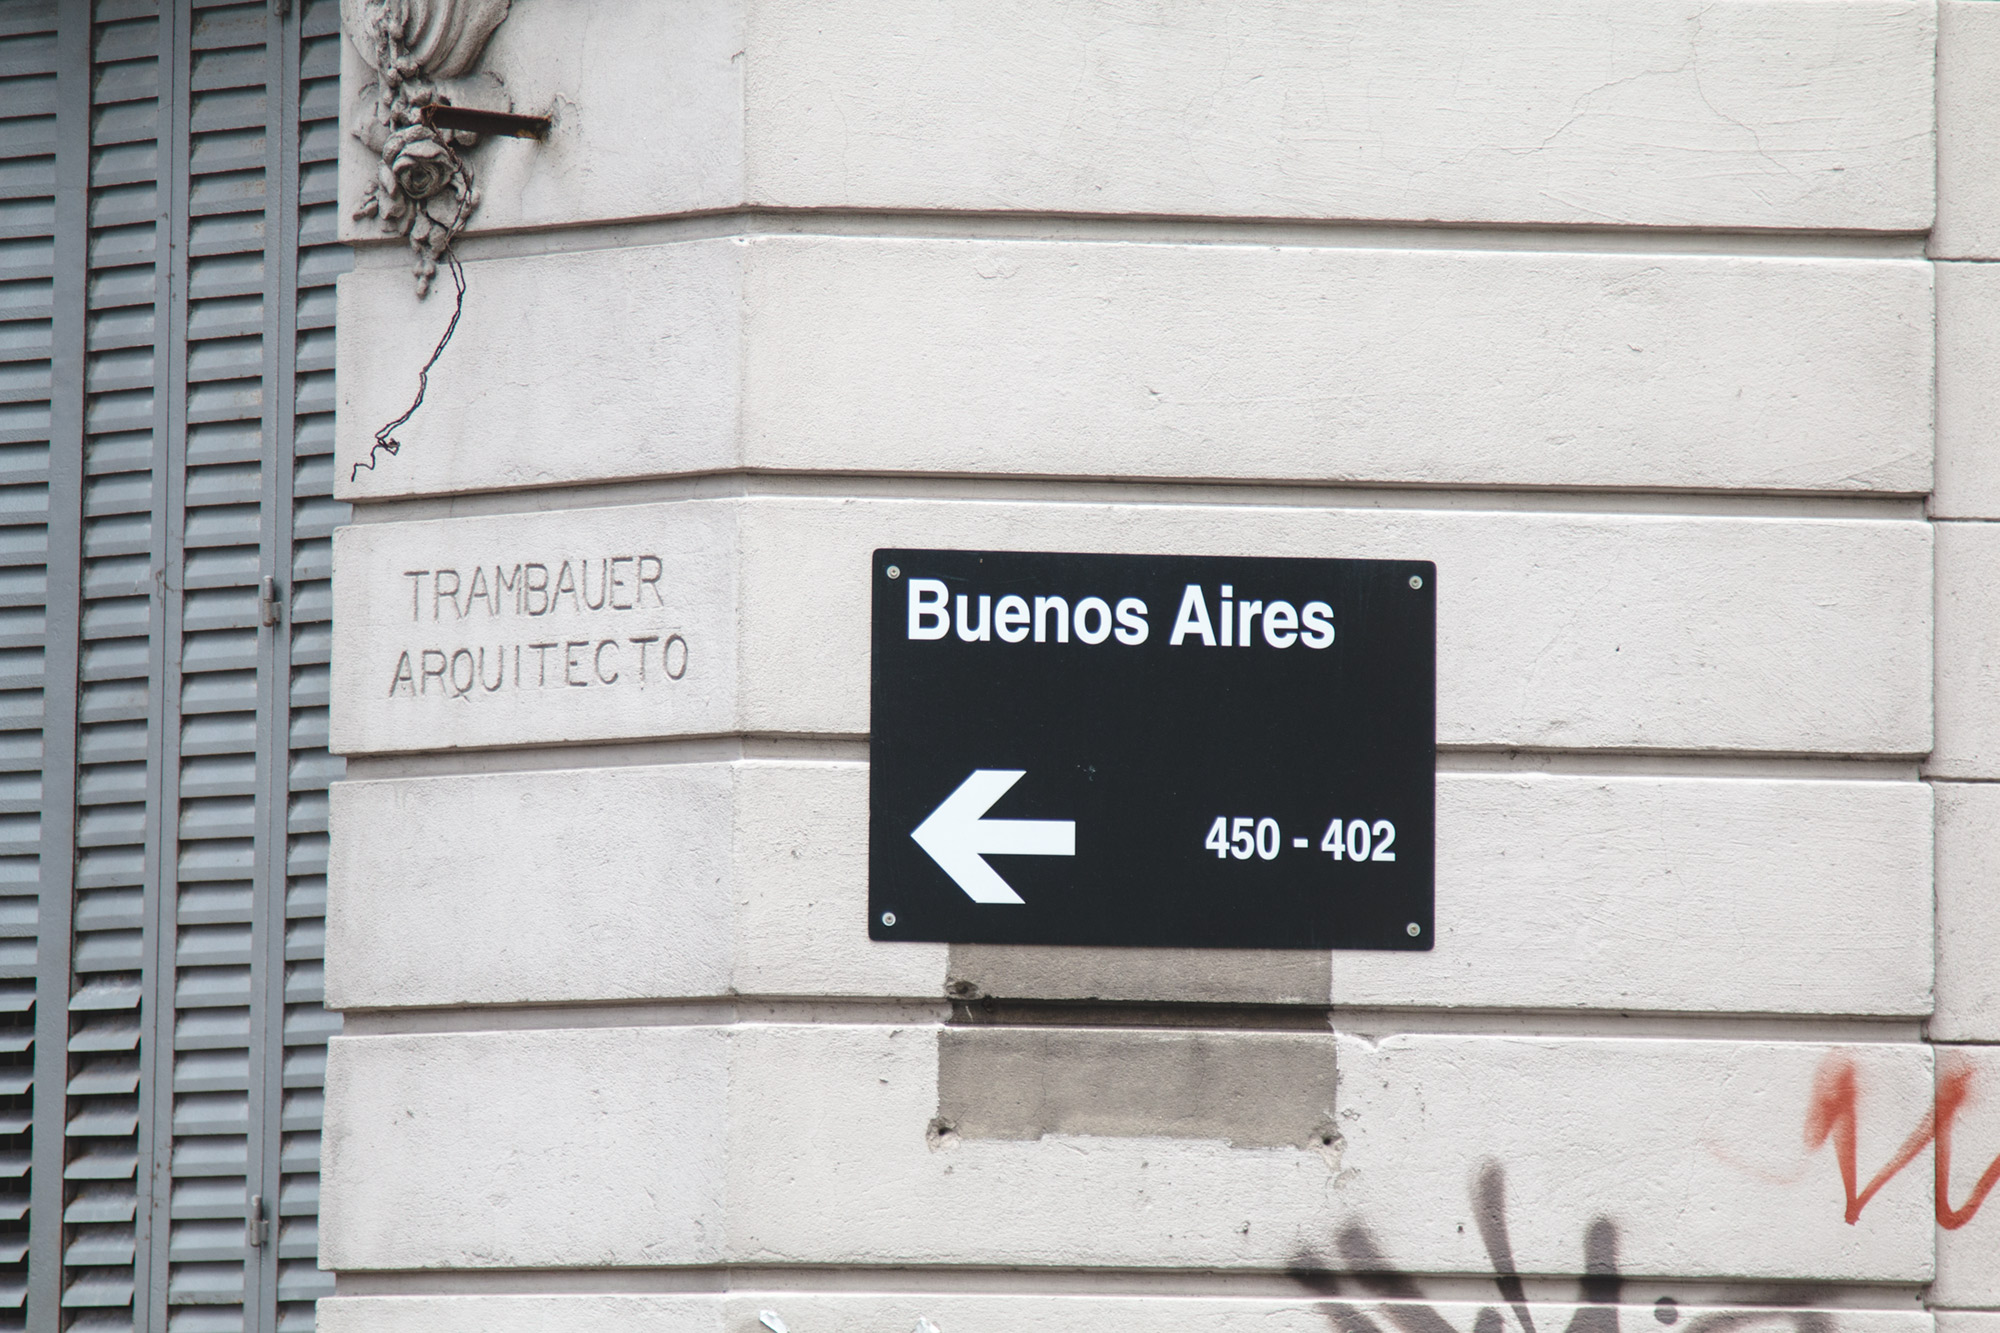 TRAMBAUER
ARQUITECTO
Buenos Aires
450 - 402